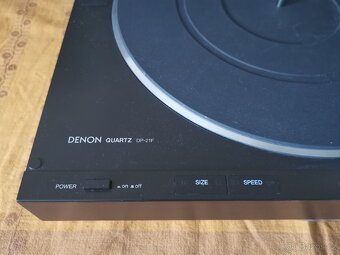 DENON QUARTZ DP-21F
POWER on off SIZE SPEED